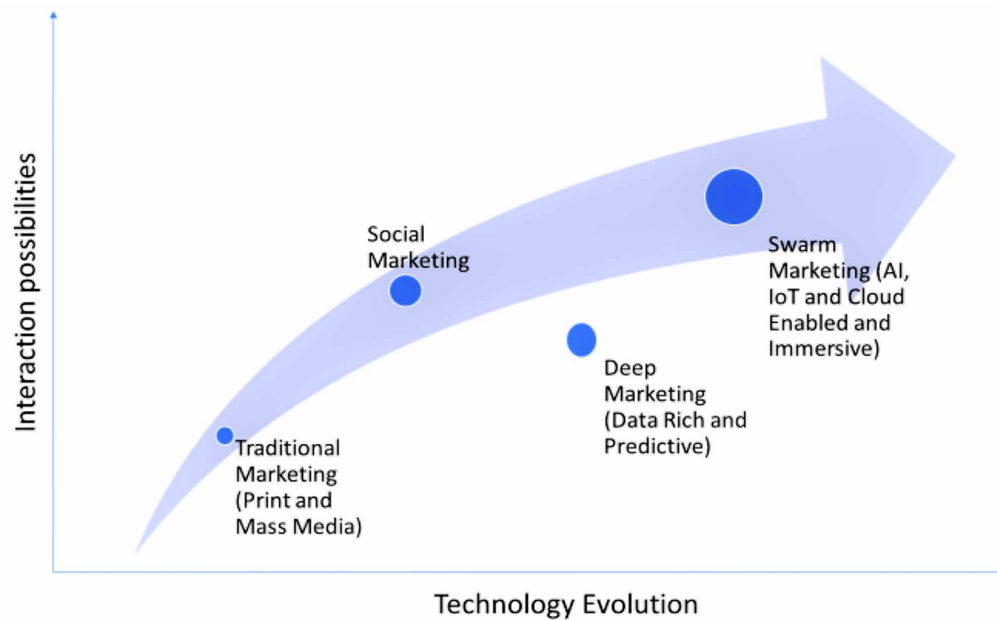 Interaction possibilities
Social
Marketing
Swarm
Marketing (AI,
IoT and Cloud
Enabled and
Immersive)
Deep
Marketing
(Data Rich and
Predictive)
Traditional
Marketing
(Print and
Mass Media)
Technology Evolution